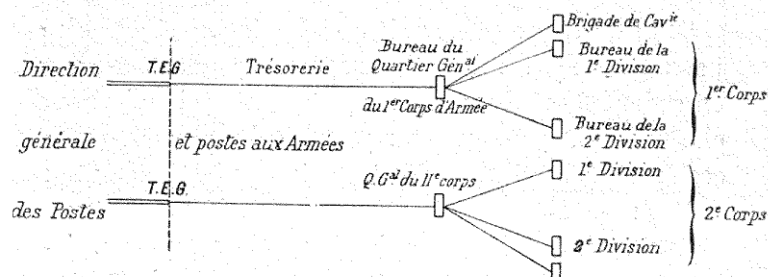 Brigade de Cav^ie
Bureau du
Quartier Gén^al
du 1^er Corps d'Armée
Bureau de la
1^e Division
Bureau de la
2^e Division
1^er Corps
Direction
T.E.G
Trésorerie
générale
et postes aux Armées
des Postes
T.E.G.
Q.G^al du II^e corps
1^e Division
2^e Division
2^e Corps